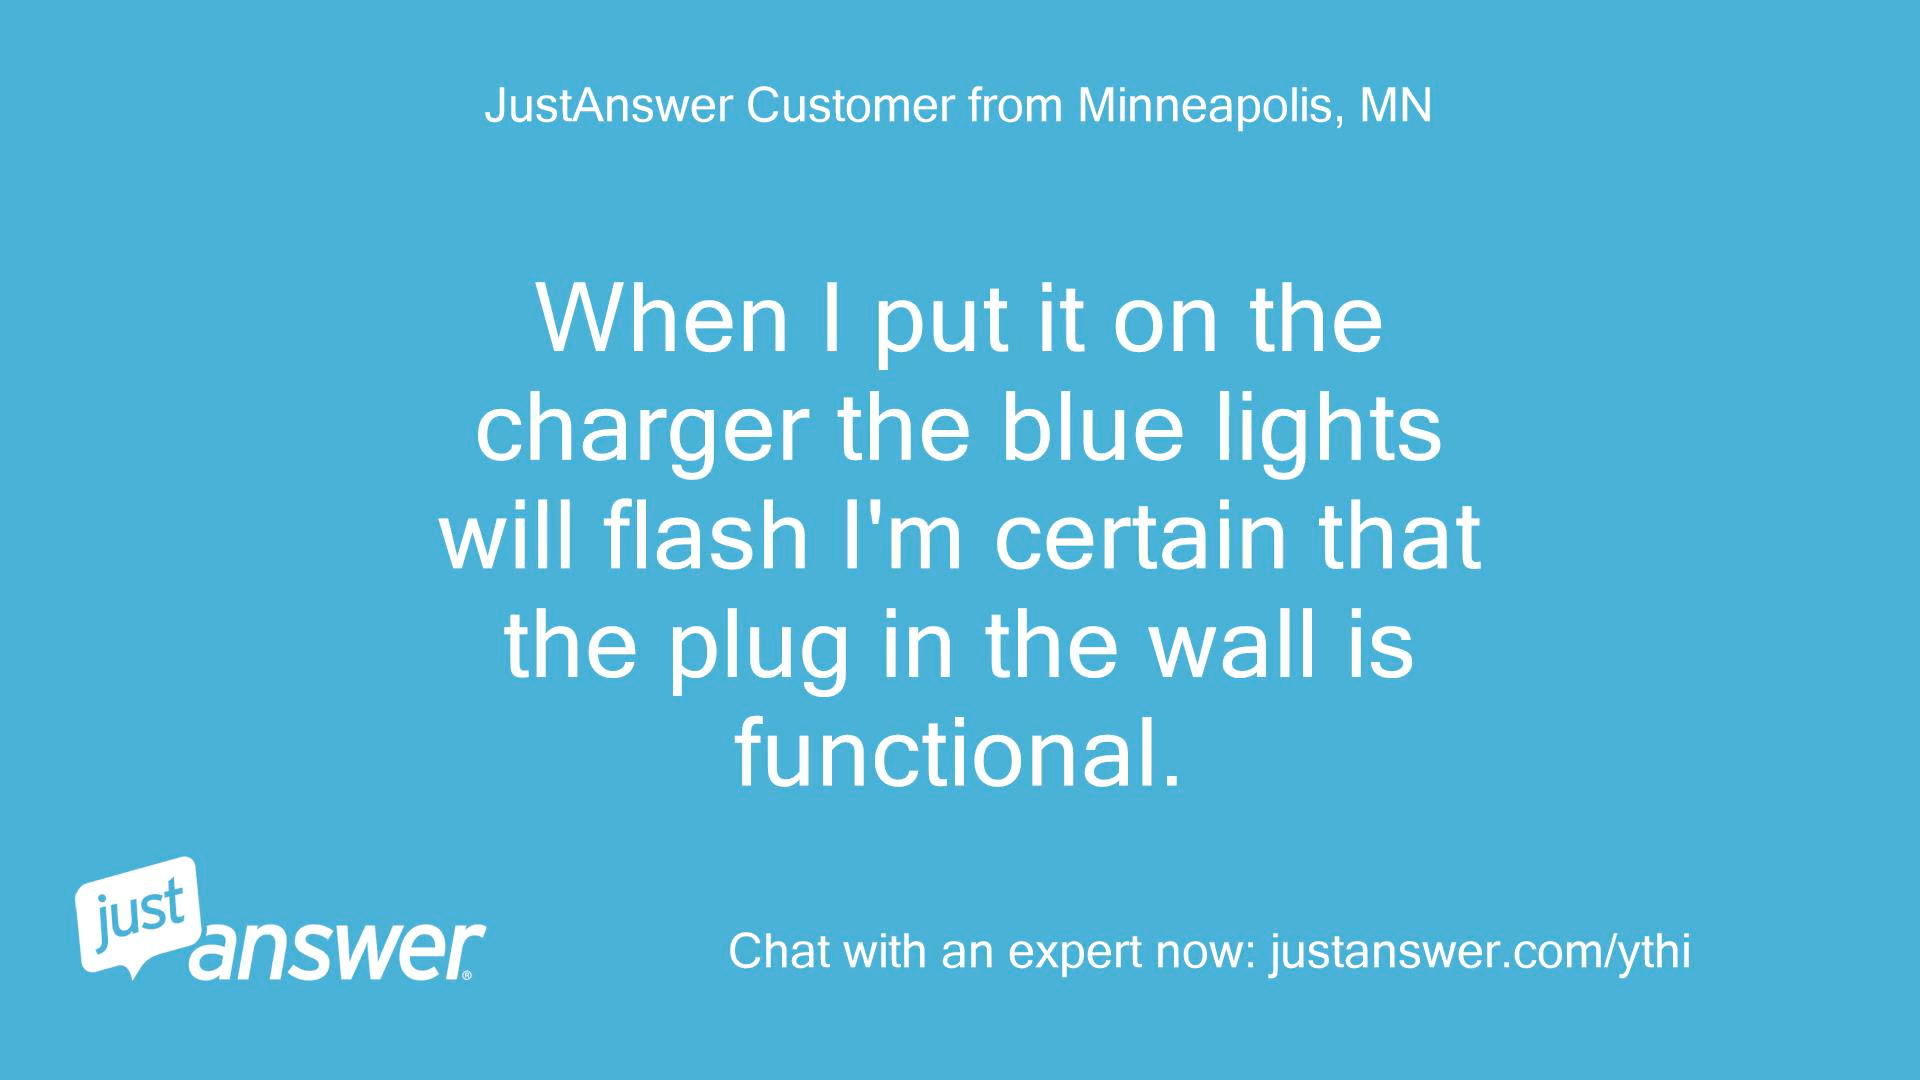 JustAnswer Customer from Minneapolis, MN
When I put it on the
charger the blue lights
will flash I'm certain that
the plug in the wall is
functional.
just
answer®
Chat with an expert now: justanswer.com/ythi